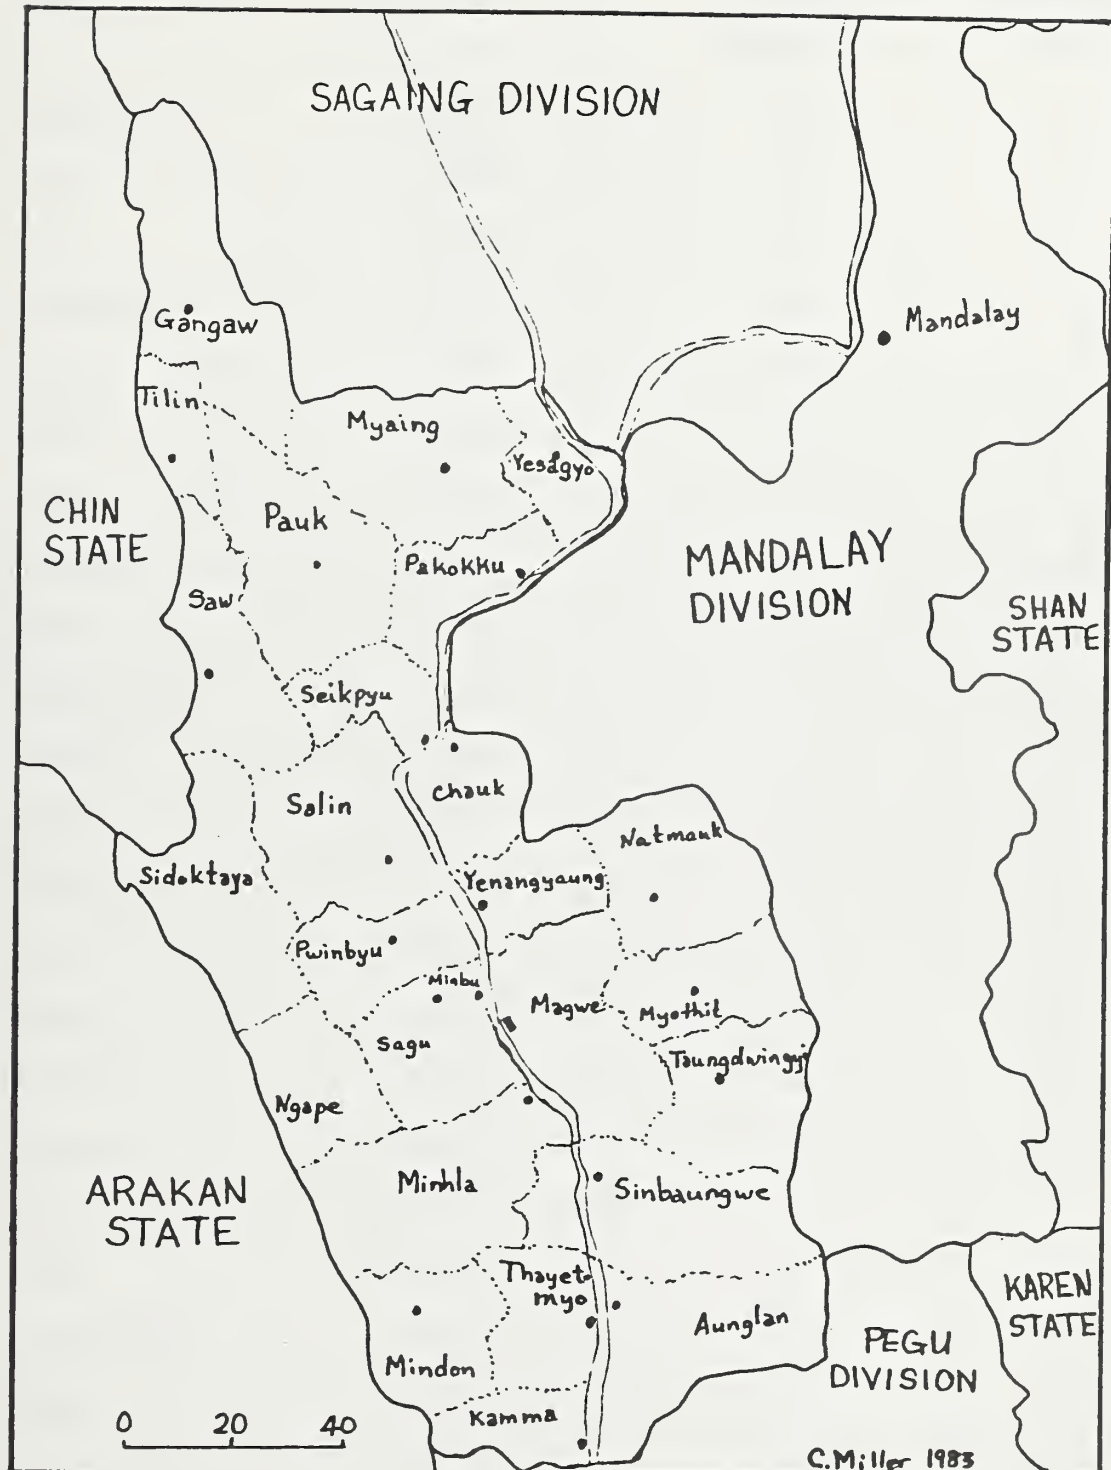 SAGAING DIVISION
Mandalay
Gangaw
Tilin
Myaing
Yesagyo
CHIN
STATE
Pauk
Pakokku
MANDALAY
DIVISION
Saw
SHAN
STATE
Seikpyu
Salin
Chauk
Natmauk
Sidoktaya
Yenangyaung
Pwinbyu
Minbu
Magwe
Myothit
Sagu
Taungdwingyi
Ngape
ARAKAN
STATE
Minhla
Sinbaungwe
Thayet-
myo
Aunglan
KAREN
STATE
PEGU
DIVISION
Mindon
Kamma
0 20 40
C. Miller 1983